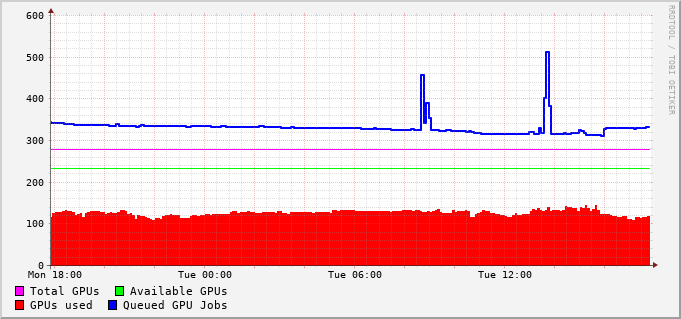 600
500
400
300
200
100
0
Mon 18:00 Tue 00:00 Tue 06:00 Tue 12:00
Total GPUs Available GPUs
GPUs used Queued GPU Jobs
RRDTOOL / TOBI OETIKER